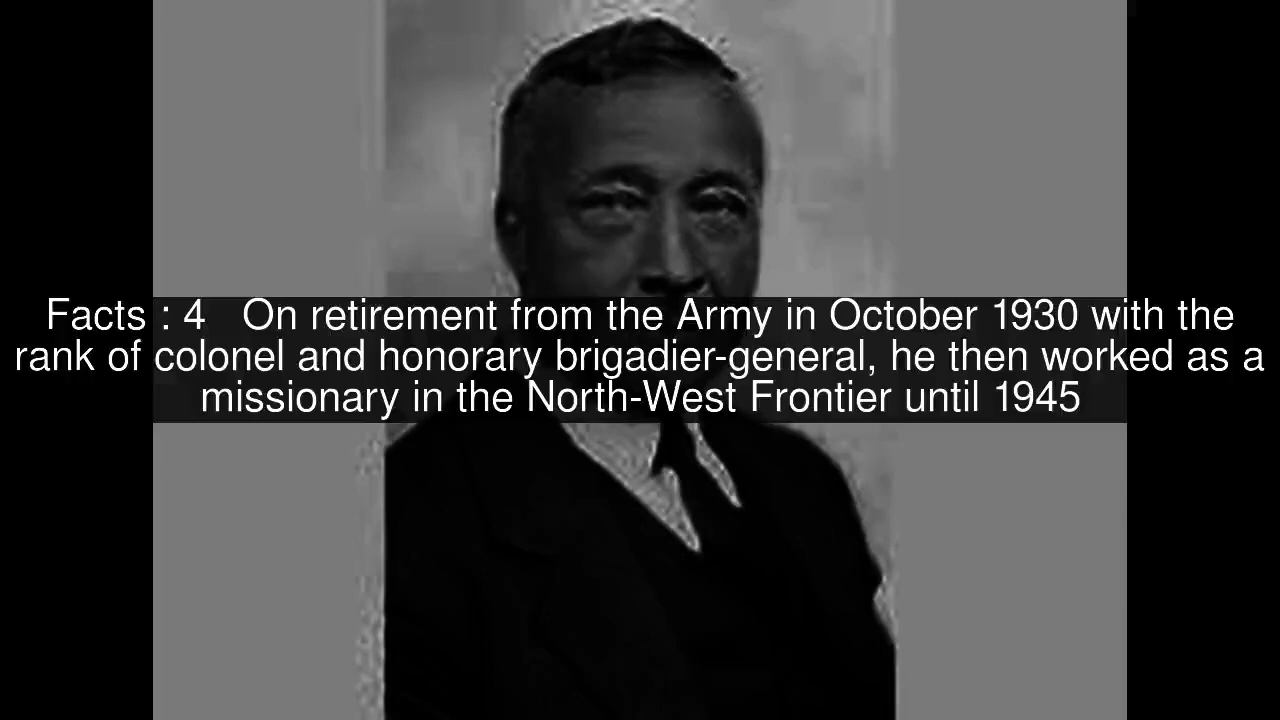 Facts : 4   On retirement from the Army in October 1930 with the
rank of colonel and honorary brigadier-general, he then worked as a
missionary in the North-West Frontier until 1945